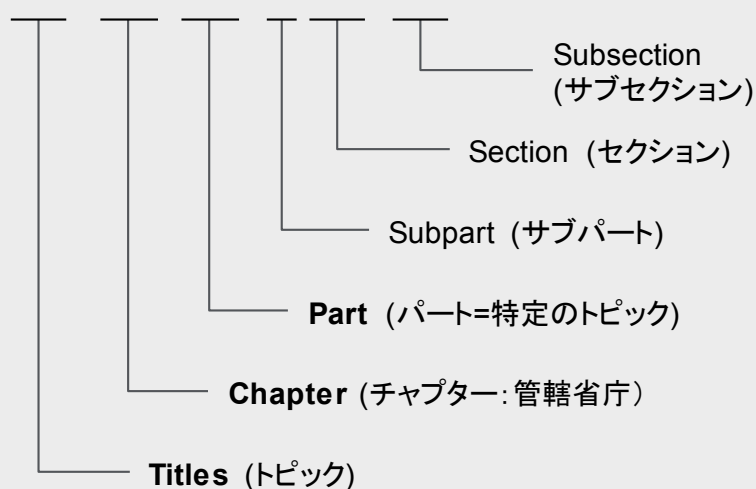 Subsection
(サブセクション)
Section (セクション)
Subpart (サブパート)
Part (パート=特定のトピック)
Chapter (チャプター：管轄省庁）
Titles (トピック)